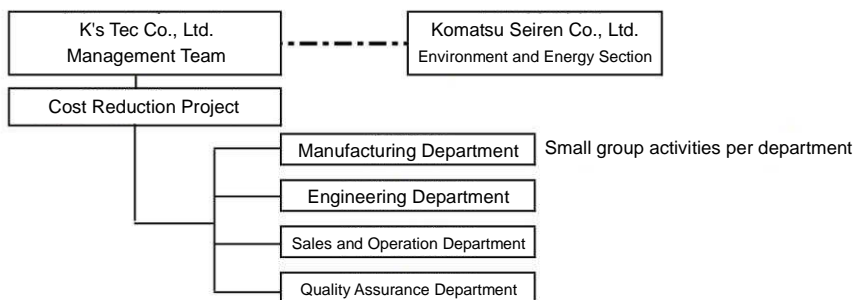 K's Tec Co., Ltd.
Management Team
Komatsu Seiren Co., Ltd.
Environment and Energy Section
Cost Reduction Project
Manufacturing Department
Small group activities per department
Engineering Department
Sales and Operation Department
Quality Assurance Department